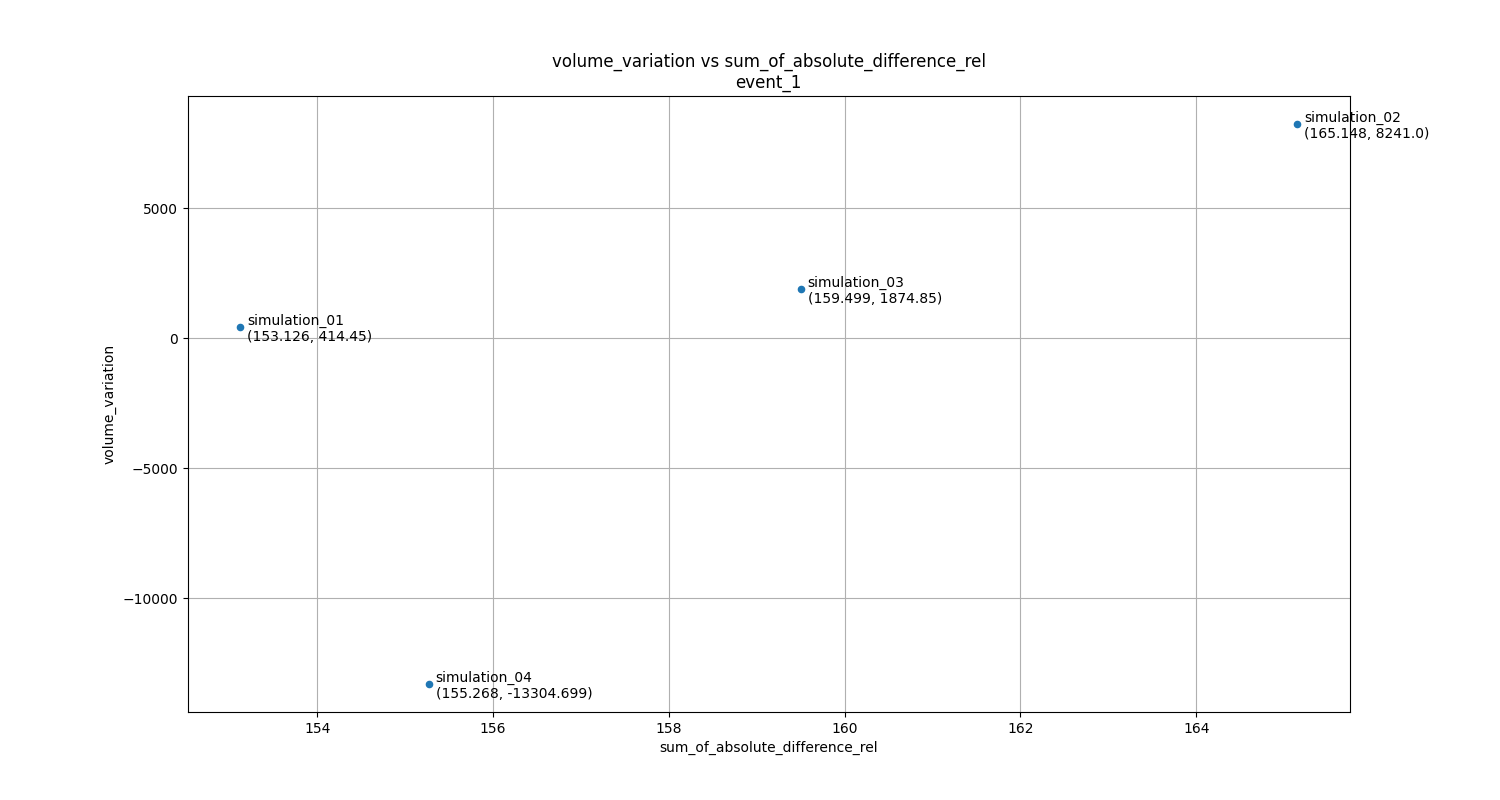 volume_variation vs sum_of_absolute_difference_rel
event_1
simulation_02
(165.148, 8241.0)
5000
simulation_03
(159.499, 1874.85)
simulation_01
(153.126, 414.45)
0
volume_variation
−5000
−10000
simulation_04
(155.268, -13304.699)
154
156
158
160
162
164
sum_of_absolute_difference_rel